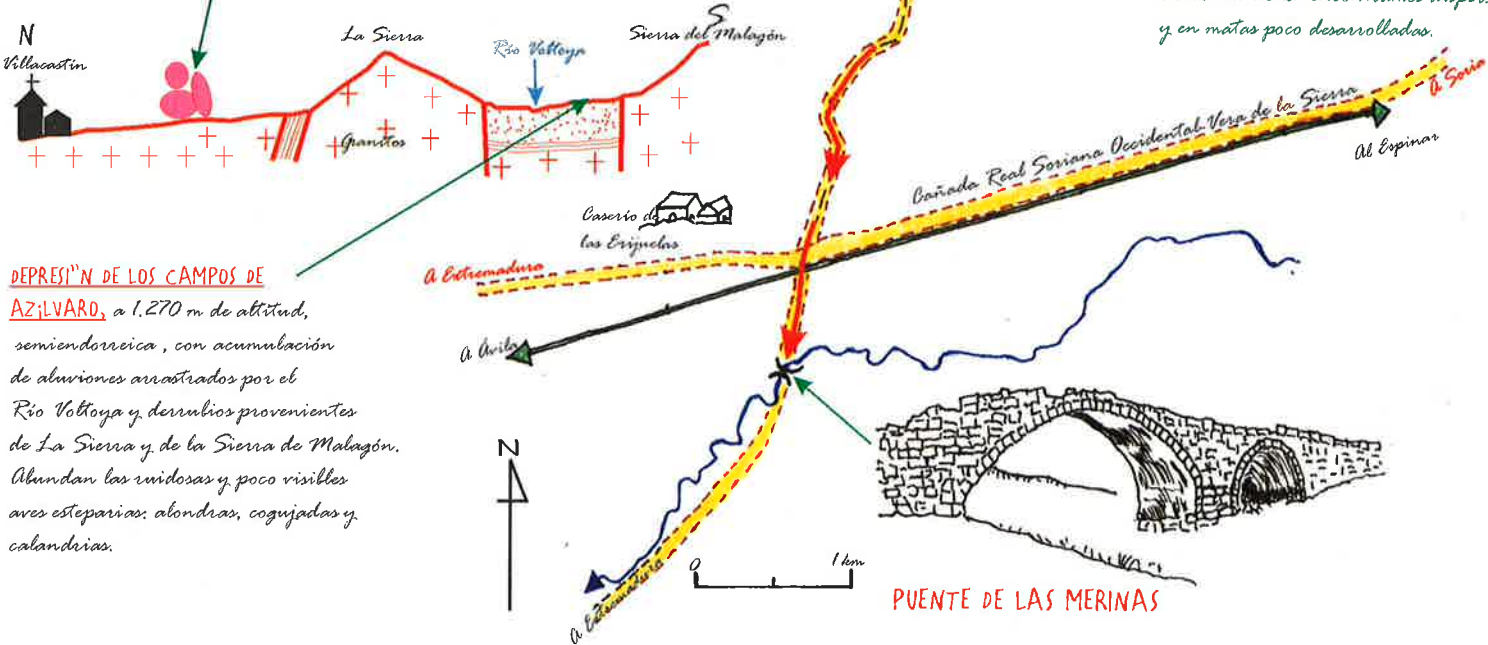 y en matas poco desarrolladas.
N
Villacastín
La Sierra
Río Voltoya
S
Sierra del Malagón
Granitos
À Soria
Cañada Real Soriana Occidental-Vera de la Sierra
Al Espinar
Caserío de
las Erijuelas
A Extremadura
DEPRESI"N DE LOS CAMPOS DE
AZ¡LVARO, a 1.270 m de altitud,
semiendorreica , con acumulación
de aluviones arrastrados por el
Río Voltoya y derrubios provenientes
de La Sierra y de la Sierra de Malagón.
Abundan las ruidosas y poco visibles
aves esteparias: alondras, cogujadas y
calandrias.
A Ávila
N
0 1 km
A Extremadura
PUENTE DE LAS MERINAS